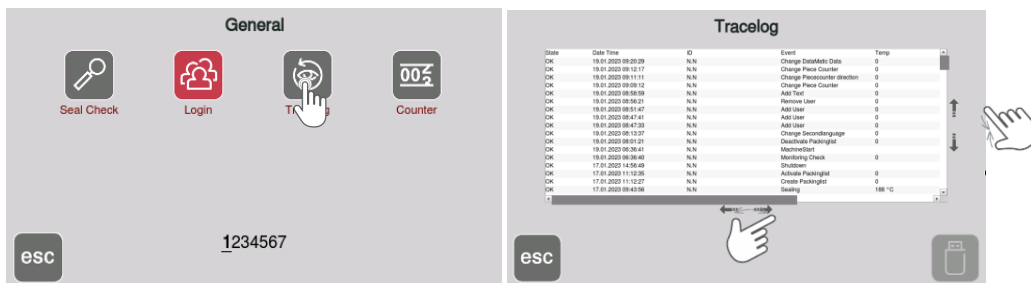 General
Seal Check
Login
Counter
esc
1234567
Tracelog
State Date Time ID Event Temp
OK 19.01.2023 09:20:29 N.N Change DataMatic Data 0
OK 19.01.2023 09:12:17 N.N Change Piece Counter 0
OK 19.01.2023 09:11:11 N.N Change Piececounter direction 0
OK 19.01.2023 09:09:12 N.N Change Piece Counter 0
OK 19.01.2023 08:58:59 N.N Add Text 0
OK 19.01.2023 08:56:21 N.N Remove User 0
OK 19.01.2023 08:51:47 N.N Add User 0
OK 19.01.2023 08:47:41 N.N Add User 0
OK 19.01.2023 08:47:33 N.N Add User 0
OK 19.01.2023 08:13:37 N.N Change Secondlanguage 0
OK 19.01.2023 08:01:21 N.N Deactivate Packinglist 0
OK 19.01.2023 06:36:41 N.N MachineStart
OK 19.01.2023 06:36:40 N.N Monitoring Check 0
OK 17.01.2023 14:56:49 N.N Shutdown
OK 17.01.2023 11:12:35 N.N Activate Packinglist 0
OK 17.01.2023 11:12:27 N.N Create Packinglist 0
OK 17.01.2023 09:43:56 N.N Sealing 188 °C
esc